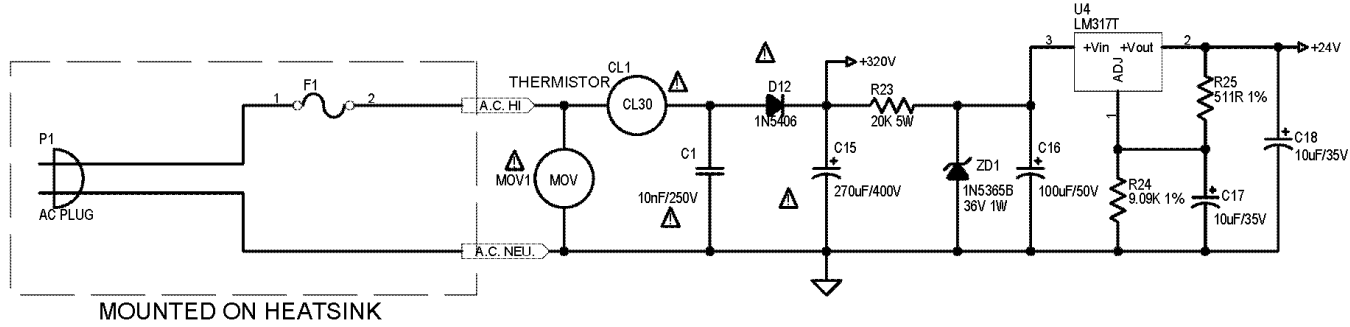 U4
LM317T
3
+Vin
+Vout
2
+24V
ADJ
1
F1
1
2
A.C. HI
THERMISTOR
CL1
CL30
D12
1N5406
+320V
R23
20K 5W
R25
511R 1%
P1
AC PLUG
MOV1
MOV
C1
10nF/250V
C15
270uF/400V
ZD1
1N5365B
36V 1W
C16
100uF/50V
R24
9.09K 1%
C17
10uF/35V
C18
10uF/35V
A.C. NEU.
MOUNTED ON HEATSINK